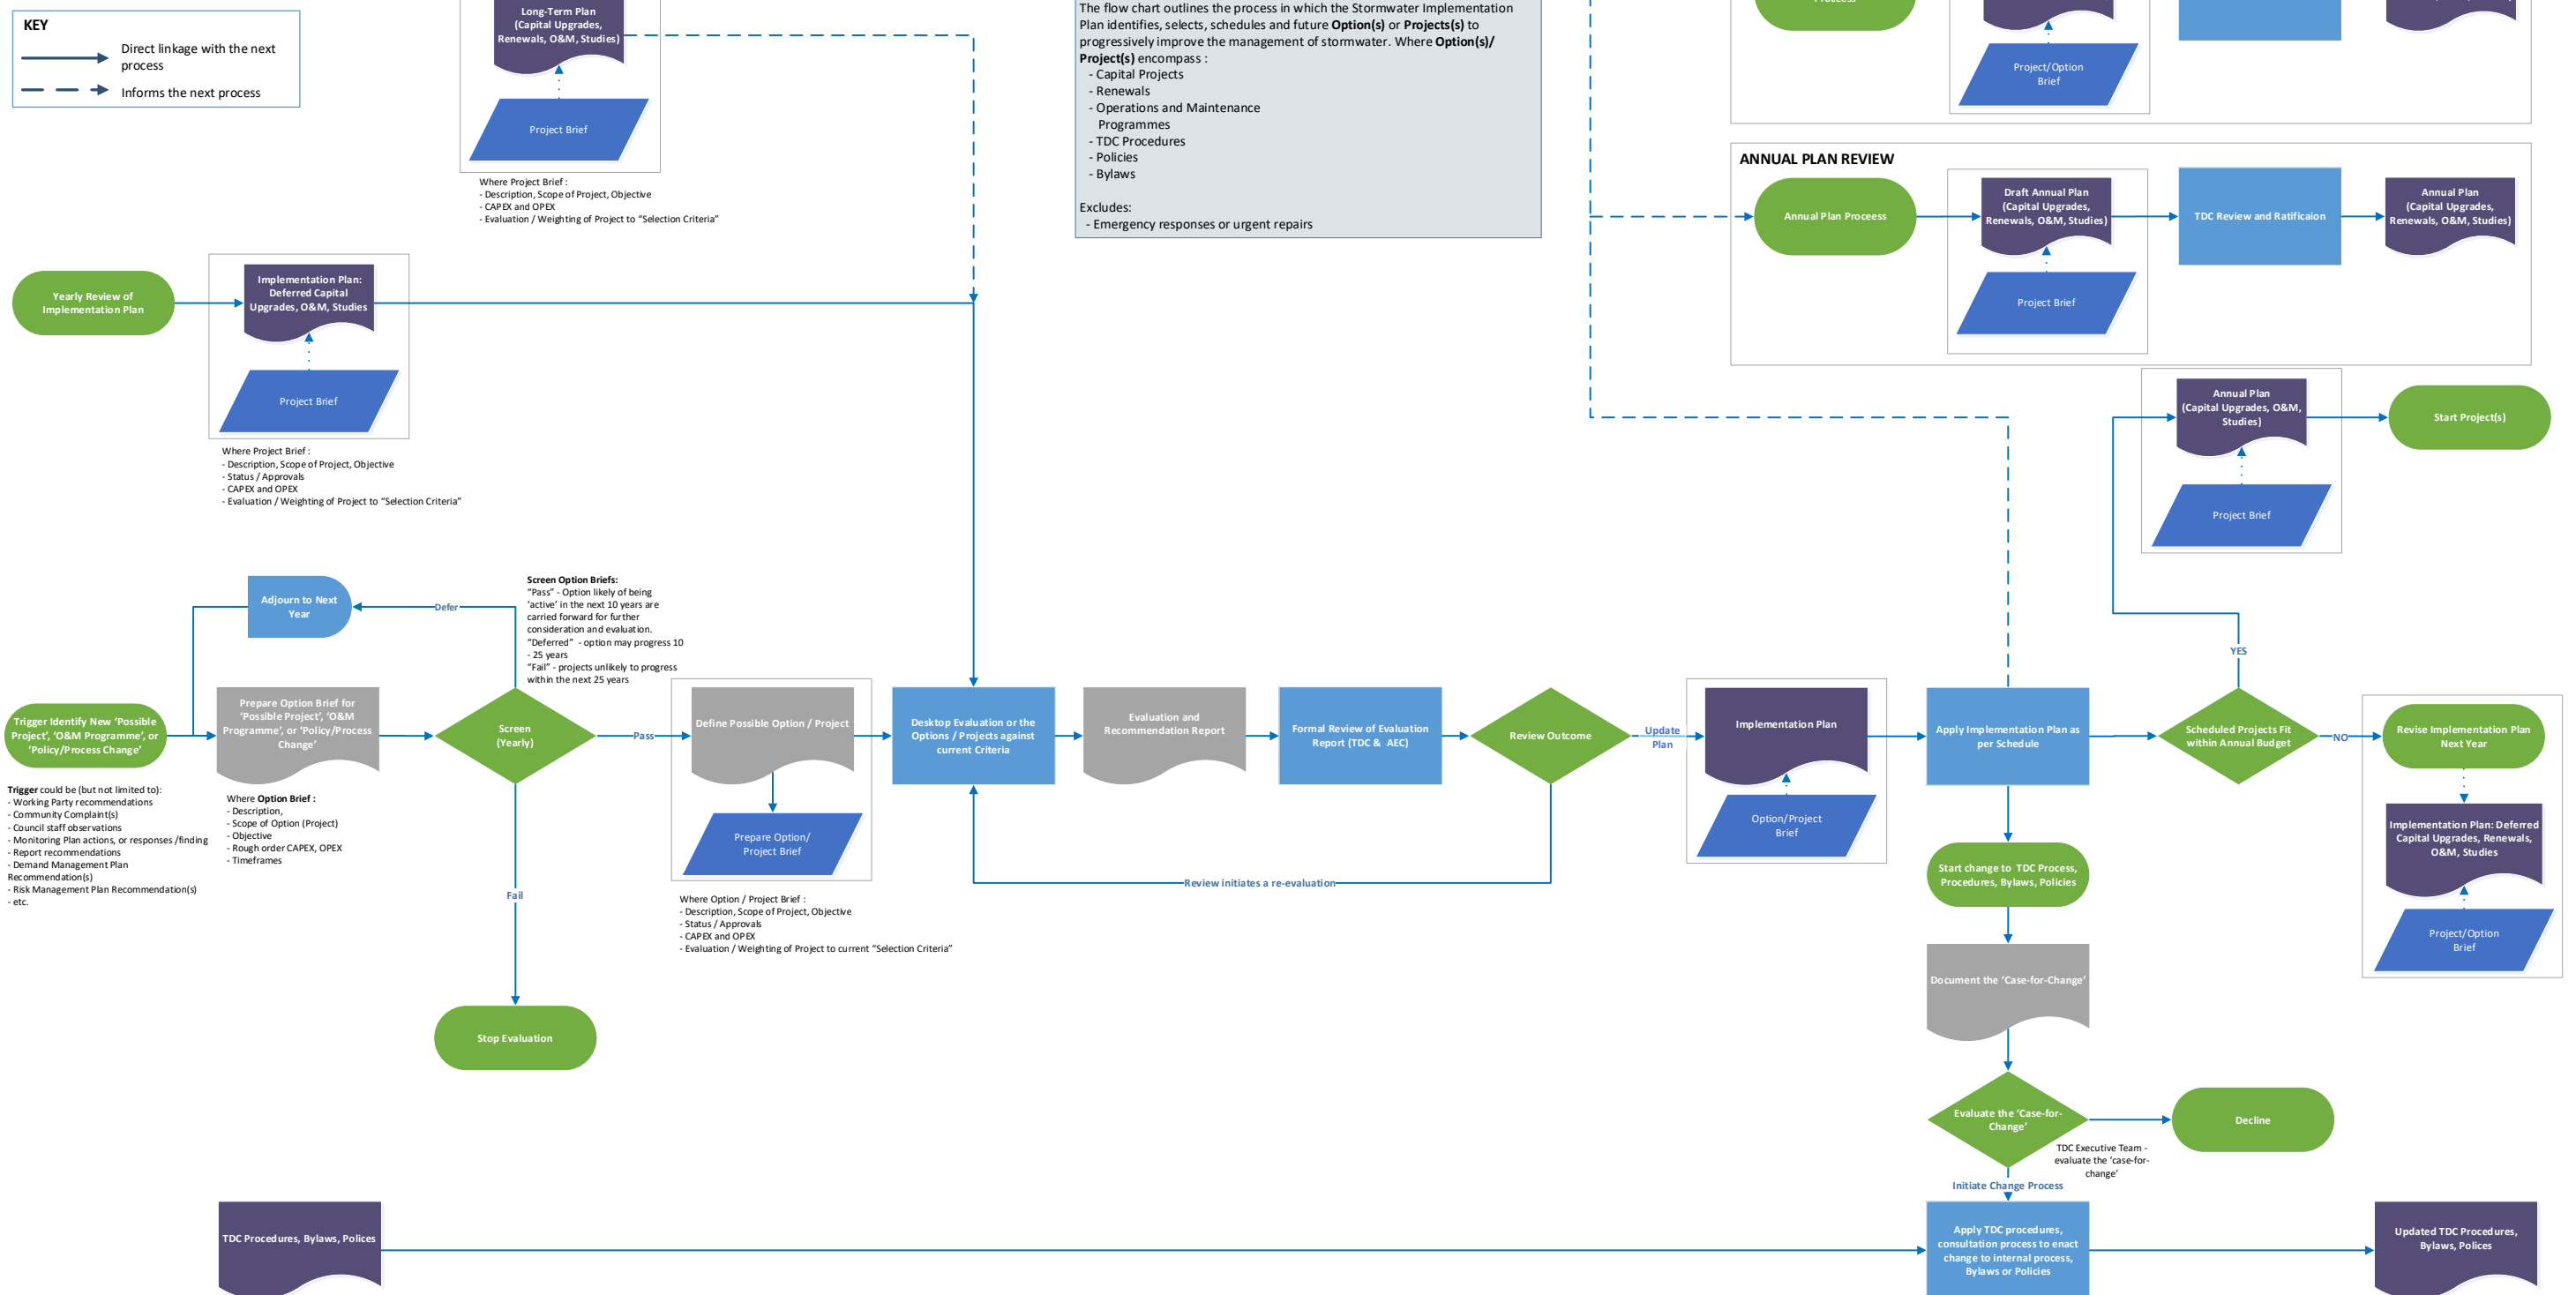 KEY
Direct linkage with the next
process
Informs the next process
Long-Term Plan
(Capital Upgrades,
Renewals, O&M, Studies)
Project Brief
Where Project Brief :
- Description, Scope of Project, Objective
- CAPEX and OPEX
- Evaluation / Weighting of Project to “Selection Criteria”
The flow chart outlines the process in which the Stormwater Implementation
Plan identifies, selects, schedules and future Option(s) or Projects(s) to
progressively improve the management of stormwater. Where Option(s)/
Project(s) encompass :
- Capital Projects
- Renewals
- Operations and Maintenance
Programmes
- TDC Procedures
- Policies
- Bylaws
Excludes:
- Emergency responses or urgent repairs
Project/Option
Brief
ANNUAL PLAN REVIEW
Annual Plan Proceess
Draft Annual Plan
(Capital Upgrades,
Renewals, O&M, Studies)
TDC Review and Ratificaion
Annual Plan
(Capital Upgrades,
Renewals, O&M, Studies)
Project Brief
Yearly Review of
Implementation Plan
Implementation Plan:
Deferred Capital
Upgrades, O&M, Studies
Project Brief
Where Project Brief :
- Description, Scope of Project, Objective
- Status / Approvals
- CAPEX and OPEX
- Evaluation / Weighting of Project to “Selection Criteria”
Annual Plan
(Capital Upgrades, O&M,
Studies)
Start Project(s)
Project Brief
Adjourn to Next
Year
Defer
Screen Option Briefs:
“Pass” - Option likely of being
‘active’ in the next 10 years are
carried forward for further
consideration and evaluation.
“Deferred” - option may progress 10
- 25 years
“Fail” - projects unlikely to progress
within the next 25 years
YES
Trigger Identify New ‘Possible
Project’, ‘O&M Programme’, or
‘Policy/Process Change’
Prepare Option Brief for
‘Possible Project’, ‘O&M
Programme’, or ‘Policy/Process
Change’
Screen
(Yearly)
Pass
Define Possible Option / Project
Desktop Evaluation or the
Options / Projects against
current Criteria
Evaluation and
Recommendation Report
Formal Review of Evaluation
Report (TDC & AEC)
Review Outcome
Update
Plan
Implementation Plan
Apply Implementation Plan as
per Schedule
Scheduled Projects Fit
within Annual Budget
NO
Revise Implementation Plan
Next Year
Trigger could be (but not limited to):
- Working Party recommendations
- Community Complaint(s)
- Council staff observations
- Monitoring Plan actions, or responses /finding
- Report recommendations
- Demand Management Plan
Recommendation(s)
- Risk Management Plan Recommendation(s)
- etc.
Where Option Brief :
- Description,
- Scope of Option (Project)
- Objective
- Rough order CAPEX, OPEX
- Timeframes
Prepare Option/
Project Brief
Option/Project
Brief
Implementation Plan: Deferred
Capital Upgrades, Renewals,
O&M, Studies
Fail
Review initiates a re-evaluation
Start change to TDC Process,
Procedures, Bylaws, Policies
Where Option / Project Brief :
- Description, Scope of Project, Objective
- Status / Approvals
- CAPEX and OPEX
- Evaluation / Weighting of Project to current “Selection Criteria”
Project/Option
Brief
Document the ‘Case-for-Change’
Stop Evaluation
Evaluate the ‘Case-for-
Change’
Decline
TDC Executive Team -
evaluate the ‘case-for-
change’
Initiate Change Process
TDC Procedures, Bylaws, Polices
Apply TDC procedures,
consultation process to enact
change to internal process,
Bylaws or Policies
Updated TDC Procedures,
Bylaws, Polices